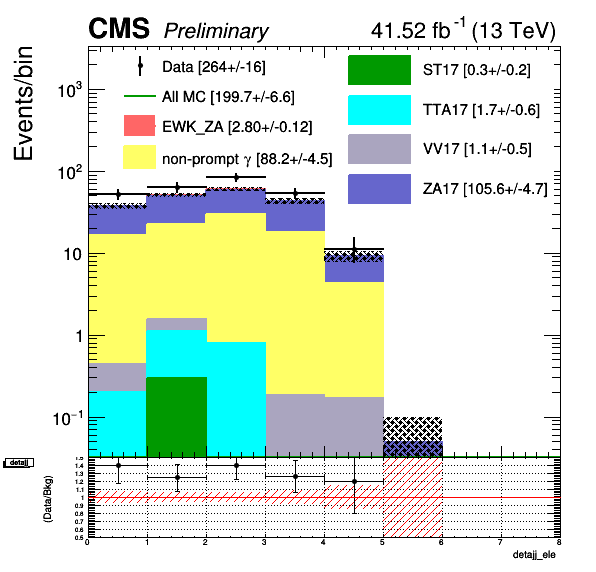 CMS Preliminary 41.52 fb⁻¹ (13 TeV)
Events/bin
Data [264+/-16]
All MC [199.7+/-6.6]
EWK_ZA [2.80+/-0.12]
non-prompt γ [88.2+/-4.5]
ST17 [0.3+/-0.2]
TTA17 [1.7+/-0.6]
VV17 [1.1+/-0.5]
ZA17 [105.6+/-4.7]
10³
10²
10
1
10⁻¹
detajj
(Data/Bkg)
1.5
1.4
1.3
1.2
1.1
1
0.9
0.8
0.7
0.6
0.5
0 1 2 3 4 5 6 7 8
detajj_ele